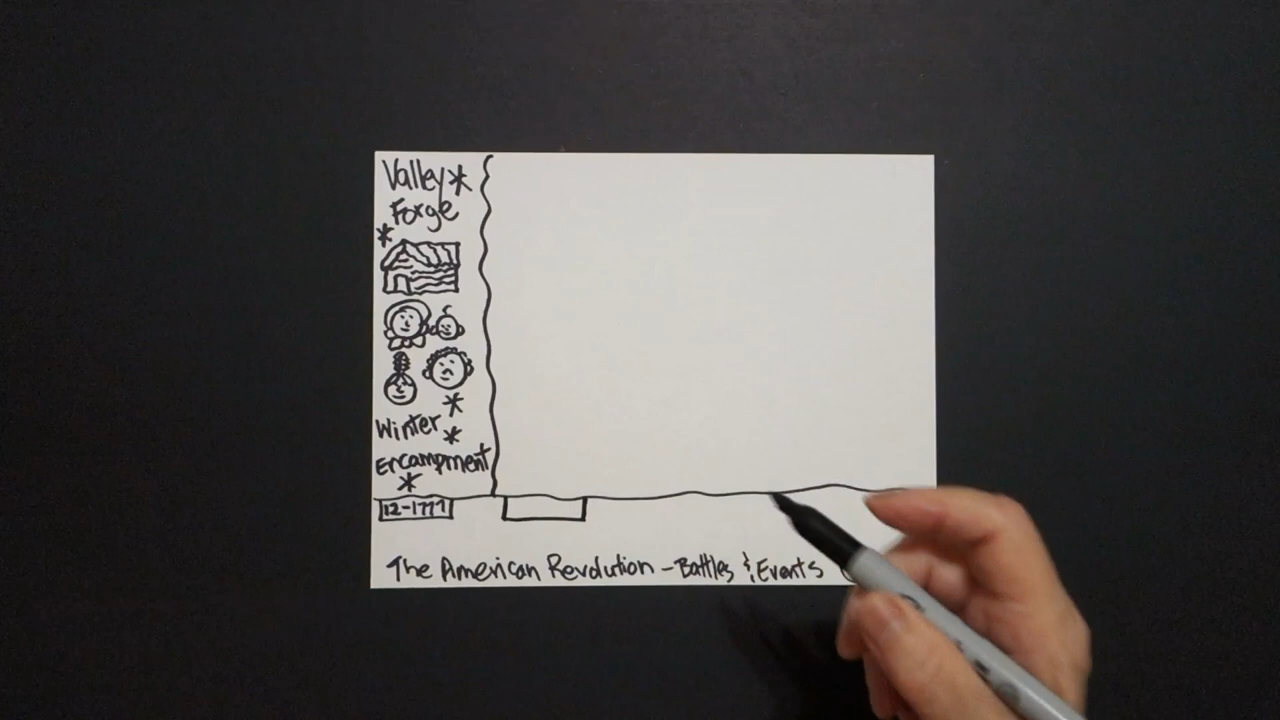 Valley
Forge
Winter
Encampment
12-1777
The American Revolution - Battles & Events